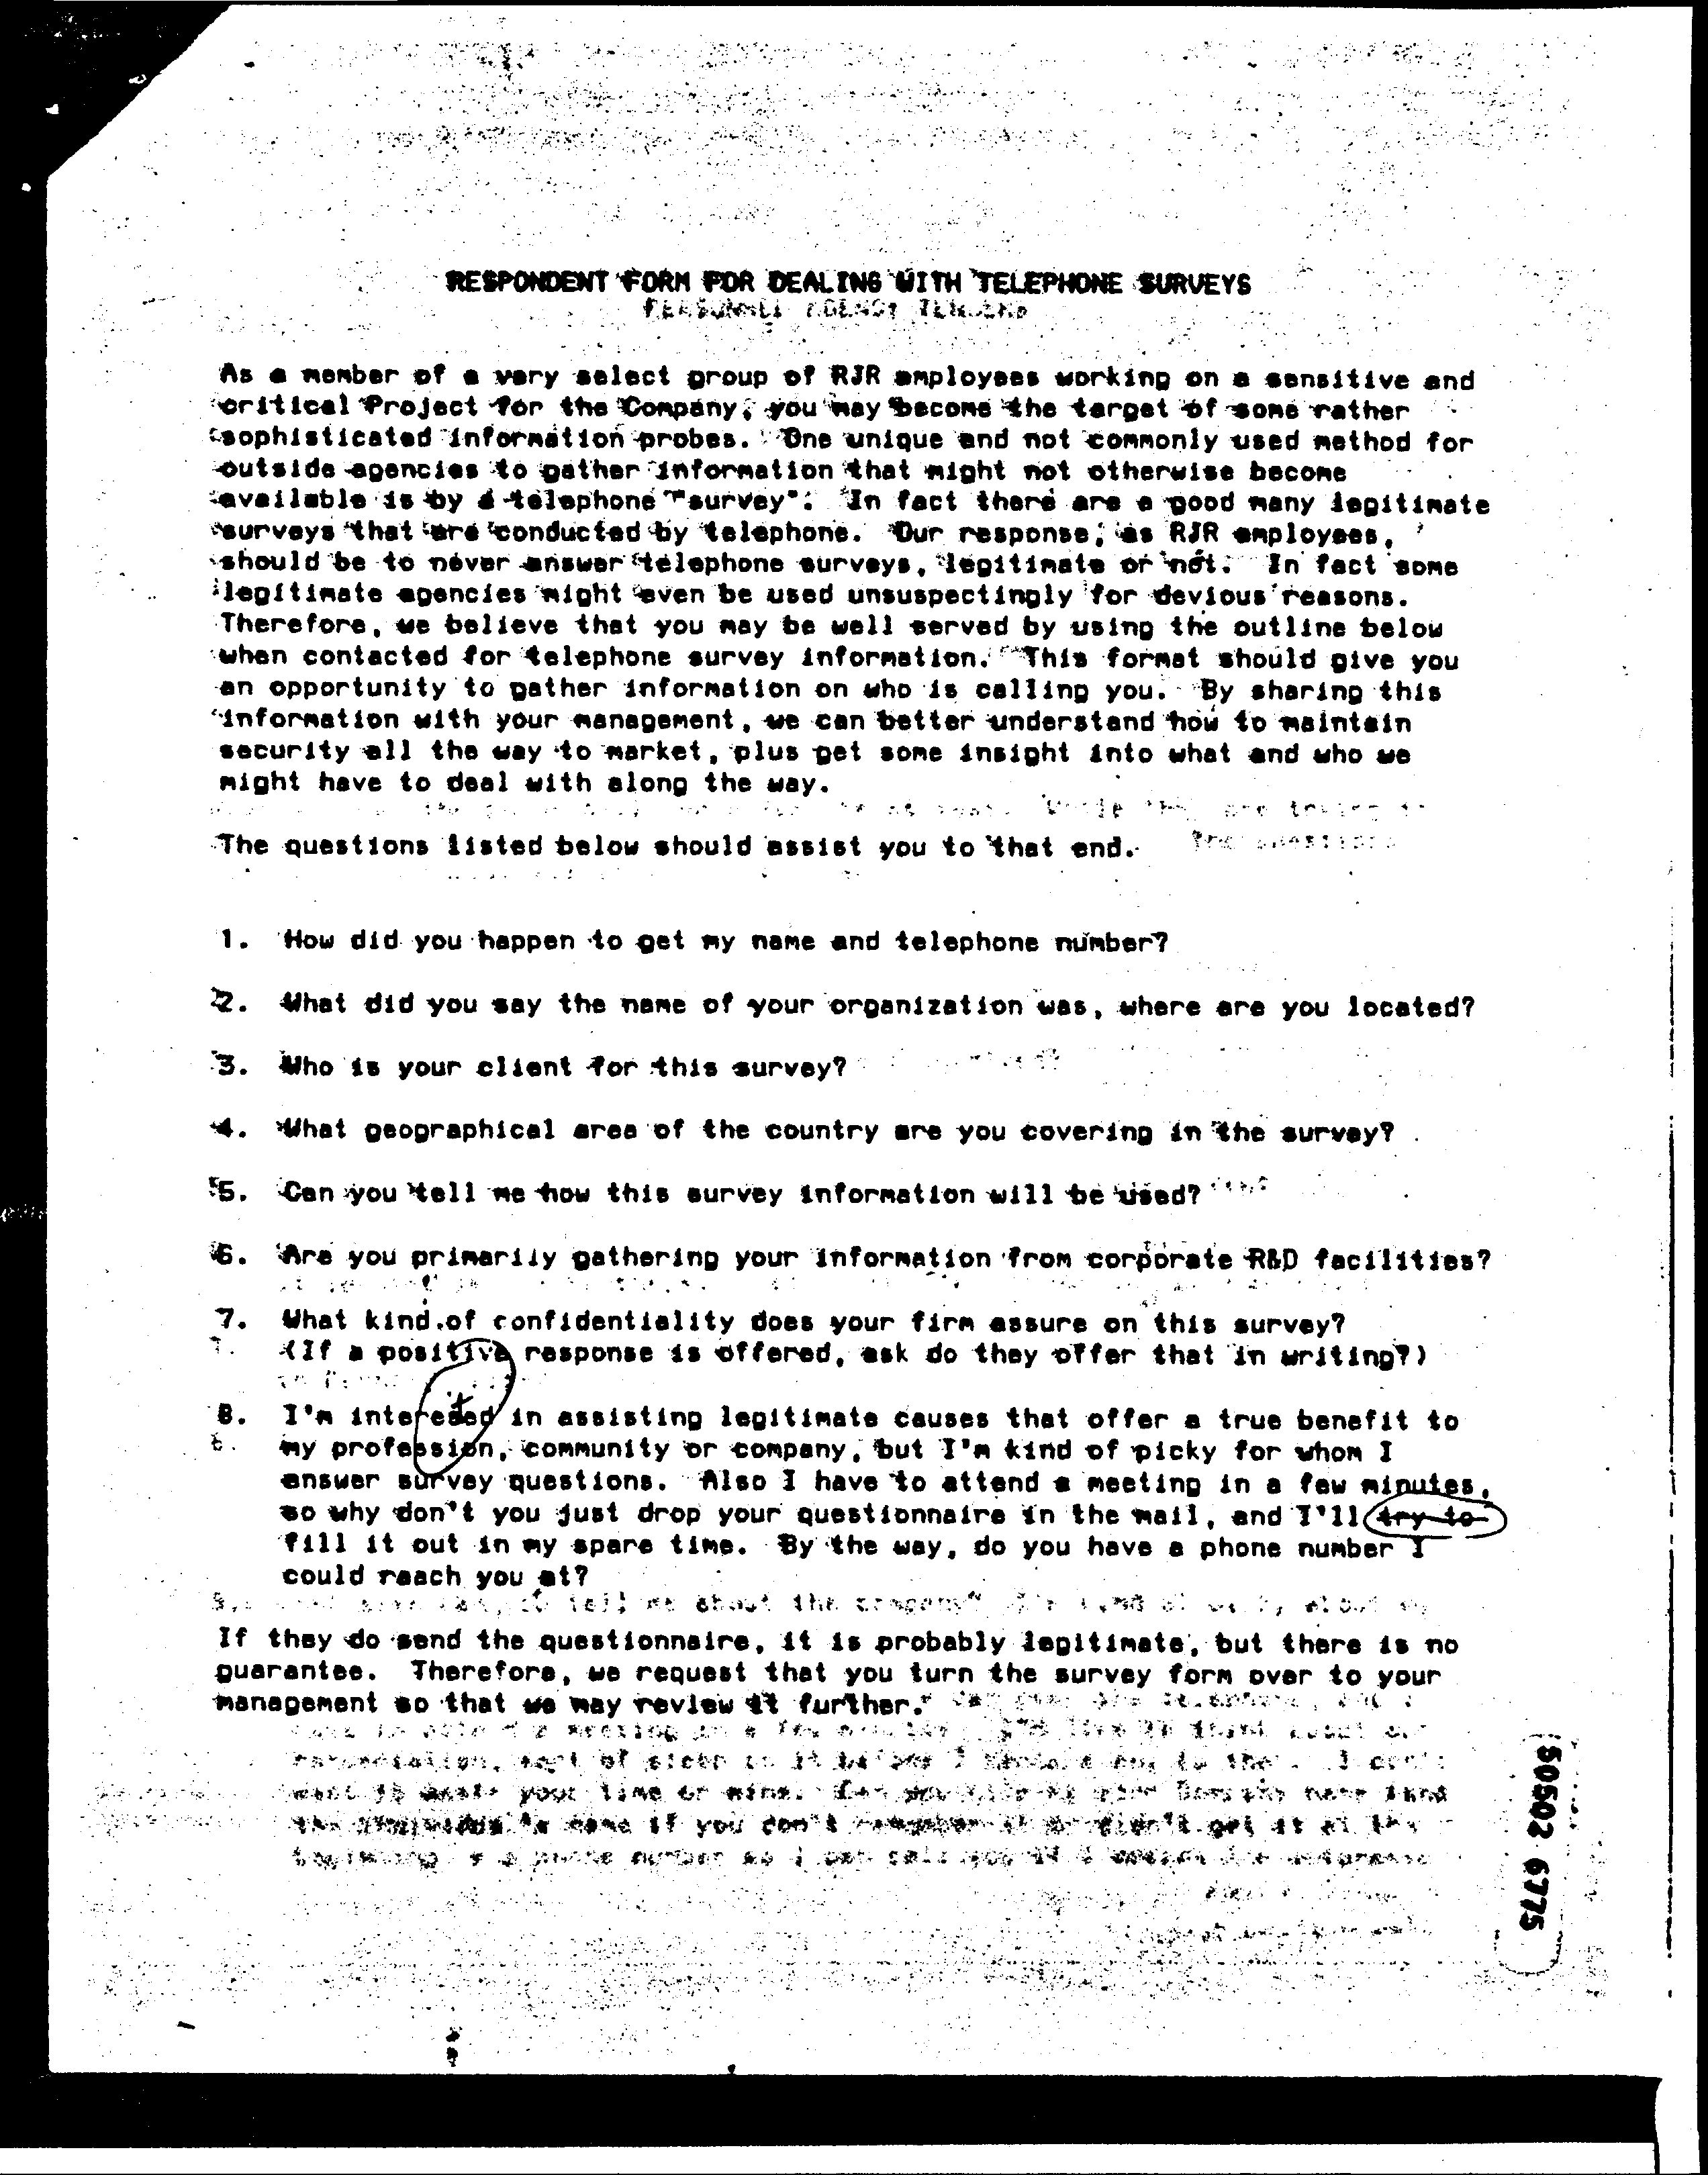 RESPONDENT FORM FOR DEALING WITH TELEPHONE SURVEYS
As a member of a very select group of RJR employees working on a sensitive and
critical Project for the Company, you may become the target of some rather
sophisticated information probes. One unique and not commonly used method for
outside agencies to gather information that might not otherwise become
available is by a telephone "survey". In fact there are a good many legitimate
surveys that are conducted by telephone. Our response, as RJR employees,
should be to never answer telephone surveys, legitimate or not. In fact some
legitimate agencies might even be used unsuspectingly for devious reasons.
Therefore, we believe that you may be well served by using the outline below
when contacted for telephone survey information. This format should give you
an opportunity to gather information on who is calling you. By sharing this
information with your management, we can better understand how to maintain
security all the way to market, plus get some insight into what and who we
might have to deal with along the way.
The questions listed below should assist you to that end.
1. How did you happen to get my name and telephone number?
2. What did you say the name of your organization was, where are you located?
3. Who is your client for this survey?
4. What geographical area of the country are you covering in the survey?
5. Can you tell me how this survey information will be used?
6. Are you primarily gathering your information from corporate R&D facilities?
7. What kind of confidentiality does your firm assure on this survey?
(If a positive response is offered, ask do they offer that in writing?)
8. I'm interesed in assisting legitimate causes that offer a true benefit to
my profession, community or company, but I'm kind of picky for whom I
answer survey questions. Also I have to attend a meeting in a few minutes,
so why don't you just drop your questionnaire in the mail, and I'll try to
fill it out in my spare time. By the way, do you have a phone number I
could reach you at?
If they do send the questionnaire, it is probably legitimate, but there is no
guarantee. Therefore, we request that you turn the survey form over to your
management so that we may review it further.
50502 6775